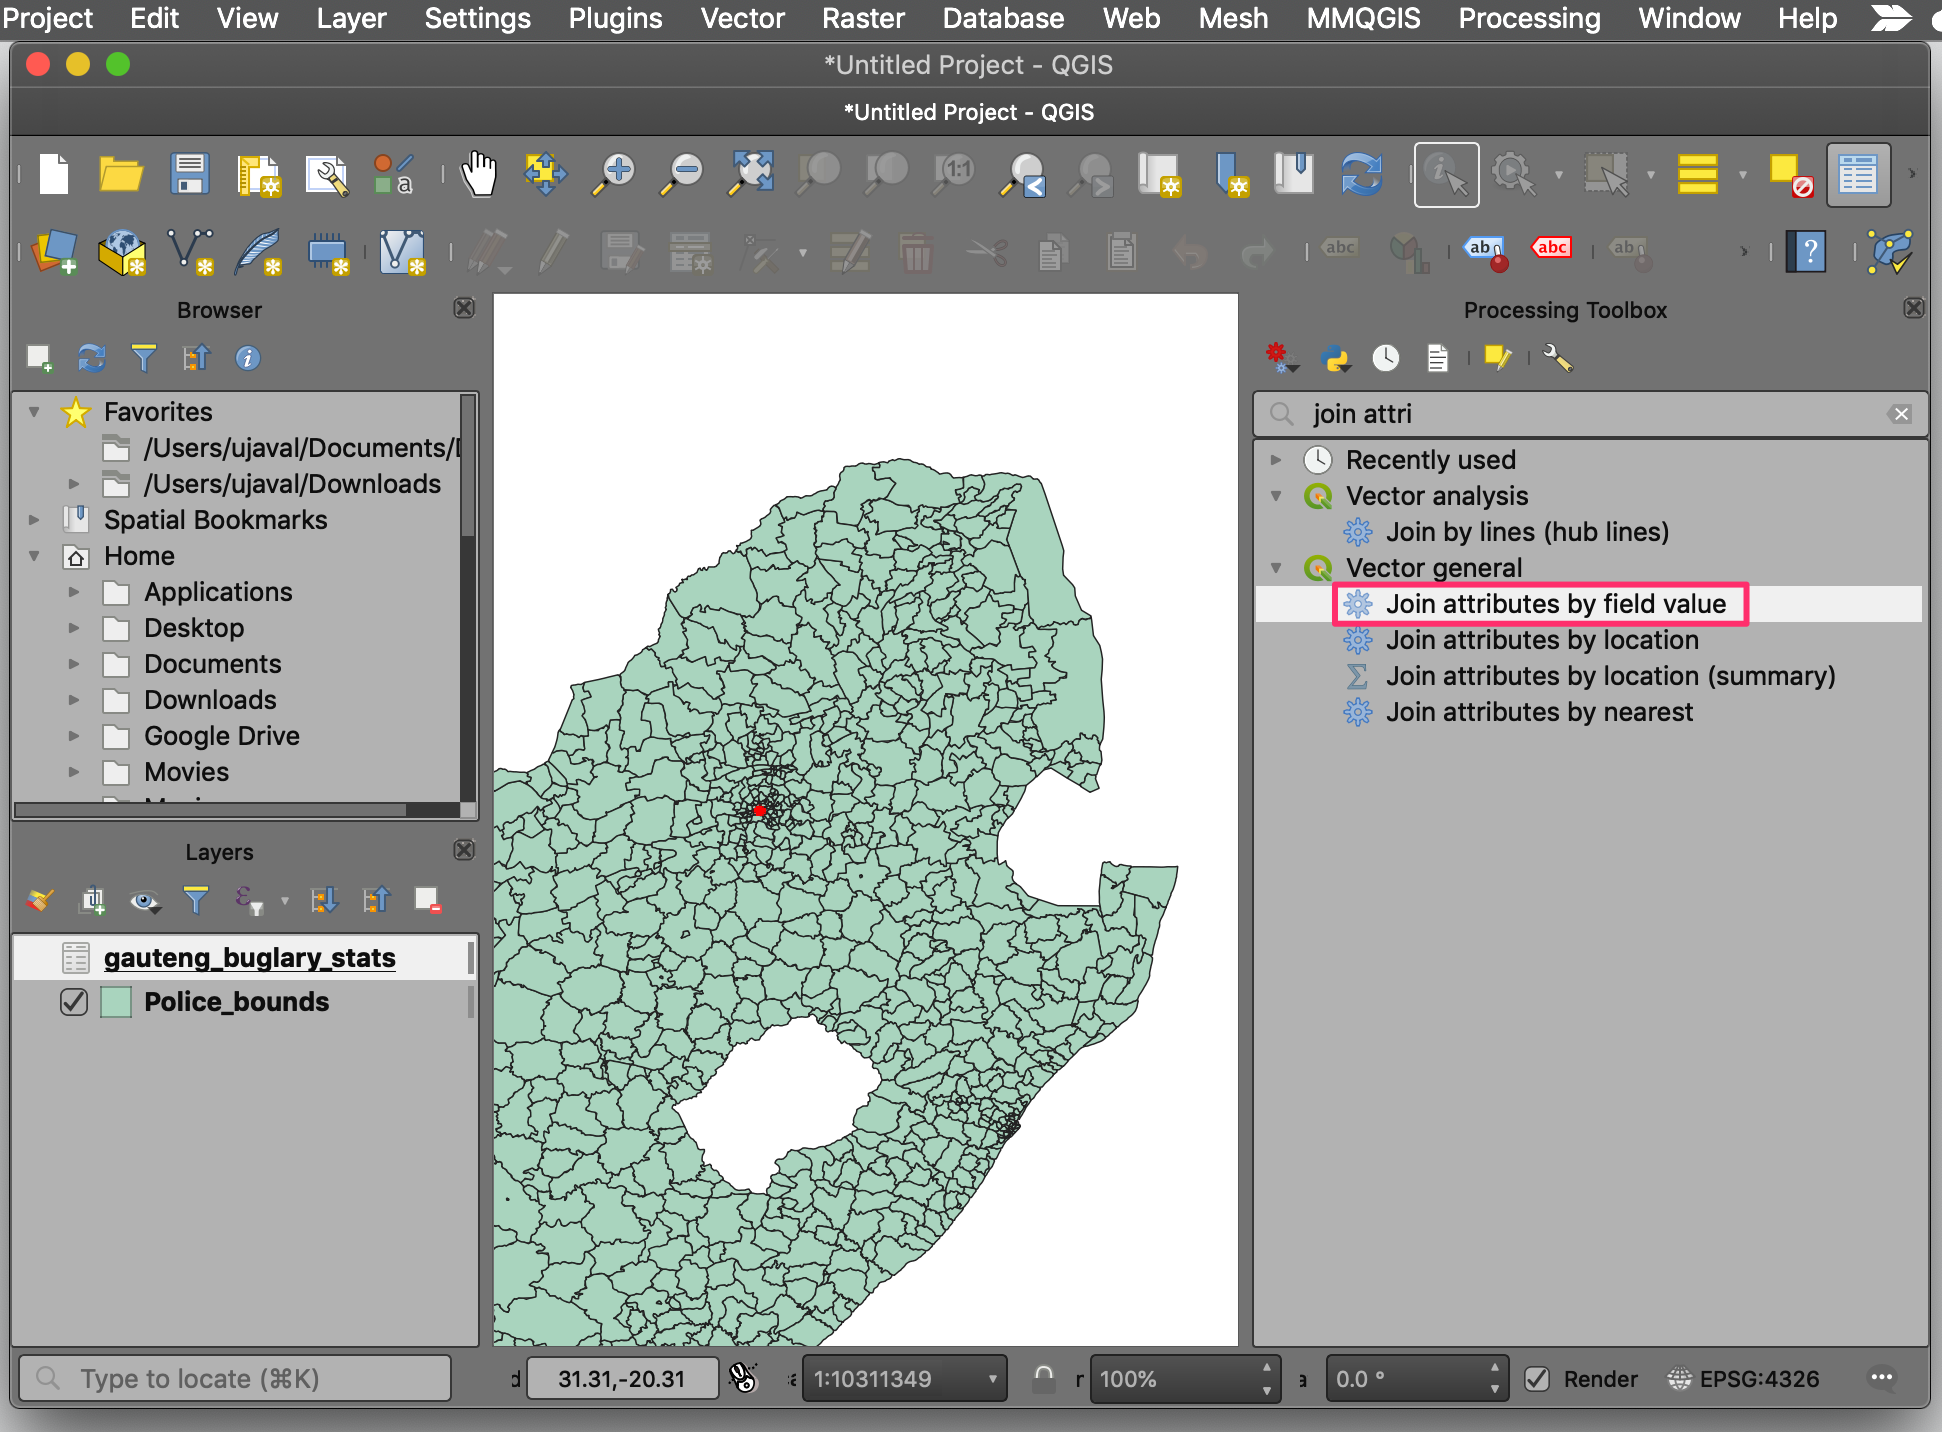 Project Edit View Layer Settings Plugins Vector Raster Database Web Mesh MMQGIS Processing Window Help
*Untitled Project - QGIS
*Untitled Project - QGIS
a
1:1
abc
abc
abc
ab
?
Browser
Processing Toolbox
Favorites
/Users/ujaval/Documents/
/Users/ujaval/Downloads
Spatial Bookmarks
Home
Applications
Desktop
Documents
Downloads
Google Drive
Movies
join attri
Recently used
Vector analysis
Join by lines (hub lines)
Vector general
Join attributes by field value
Join attributes by location
Join attributes by location (summary)
Join attributes by nearest
Layers
gauteng_buglary_stats
Police_bounds
Type to locate (⌘K)
31.31,-20.31
1:10311349
r
100%
a
0.0 °
Render
EPSG:4326